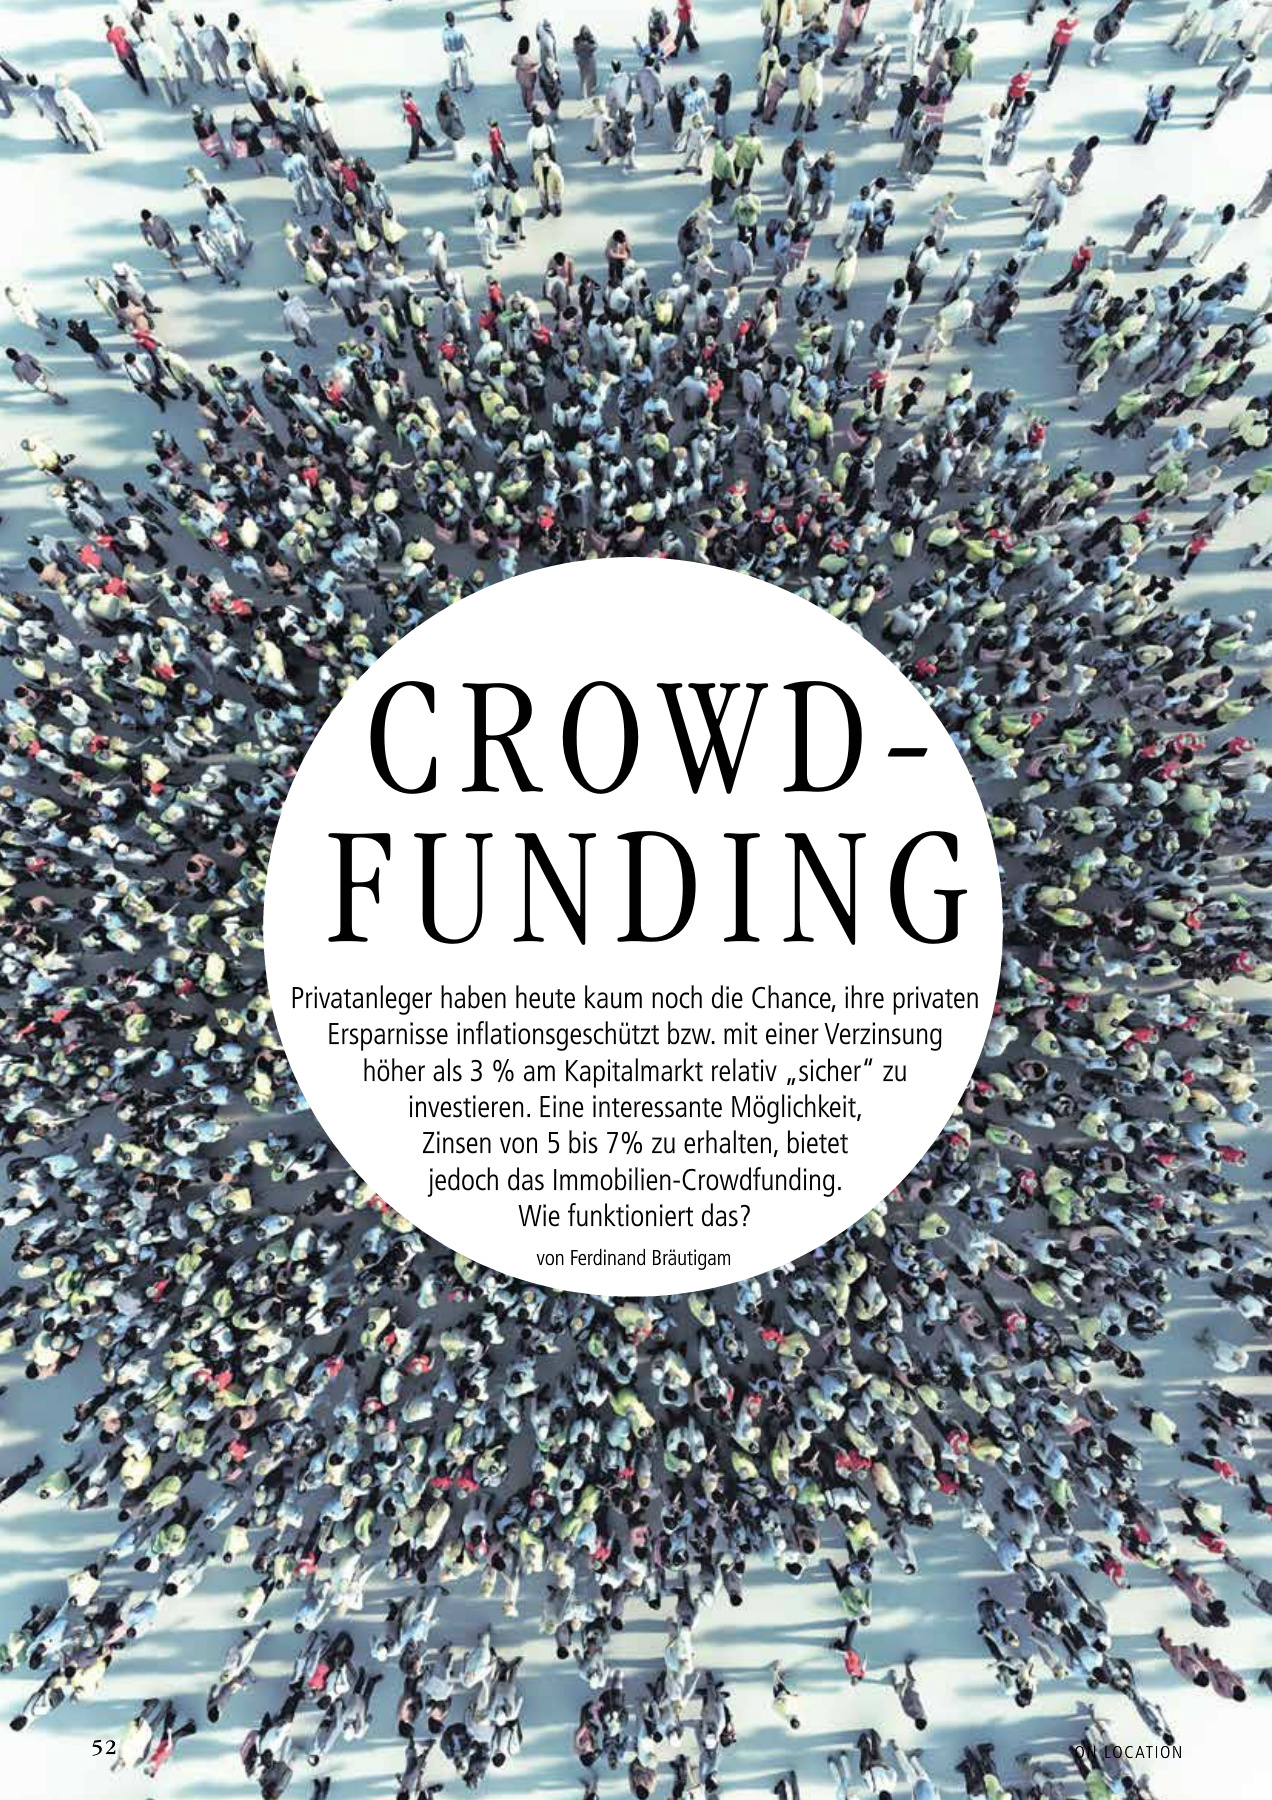 CROWD-
FUNDING
Privatanleger haben heute kaum noch die Chance, ihre privaten
Ersparnisse inflationsgeschützt bzw. mit einer Verzinsung
höher als 3 % am Kapitalmarkt relativ „sicher“ zu
investieren. Eine interessante Möglichkeit,
Zinsen von 5 bis 7% zu erhalten, bietet
jedoch das Immobilien-Crowdfunding.
Wie funktioniert das?
von Ferdinand Bräutigam
52
ON LOCATION